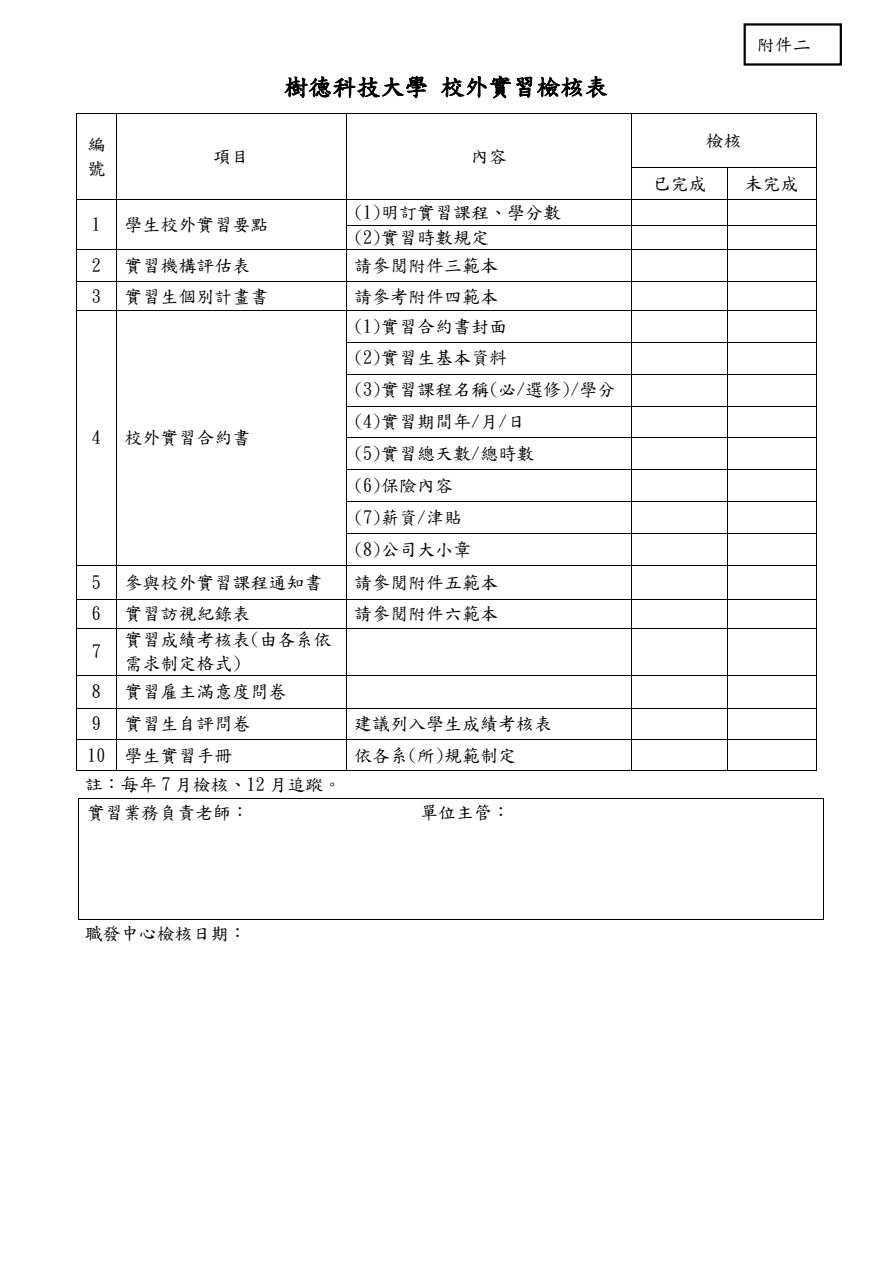 附件二
樹德科技大學 校外實習檢核表
編號 項目 內容 檢核
已完成 未完成
1 學生校外實習要點 (1)明訂實習課程、學分數
(2)實習時數規定
2 實習機構評估表 請參閱附件三範本
3 實習生個別計畫書 請參考附件四範本
4 校外實習合約書 (1)實習合約書封面
(2)實習生基本資料
(3)實習課程名稱(必/選修)/學分
(4)實習期間年/月/日
(5)實習總天數/總時數
(6)保險內容
(7)薪資/津貼
(8)公司大小章
5 參與校外實習課程通知書 請參閱附件五範本
6 實習訪視紀錄表 請參閱附件六範本
7 實習成績考核表(由各系依
需求制定格式)
8 實習雇主滿意度問卷
9 實習生自評問卷 建議列入學生成績考核表
10 學生實習手冊 依各系(所)規範制定
註：每年 7 月檢核、12 月追蹤。
實習業務負責老師： 單位主管：
職發中心檢核日期：